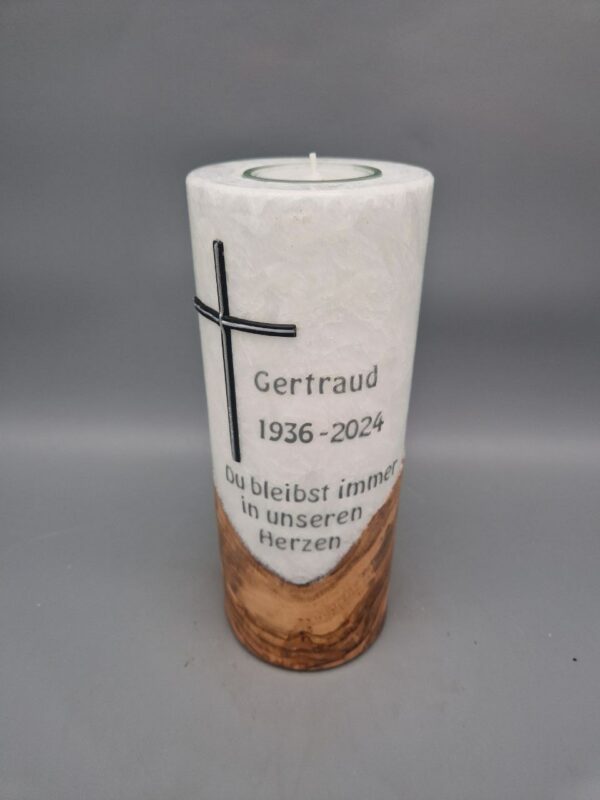 Gertraud
1936 - 2024
Du bleibst immer
in unseren
Herzen